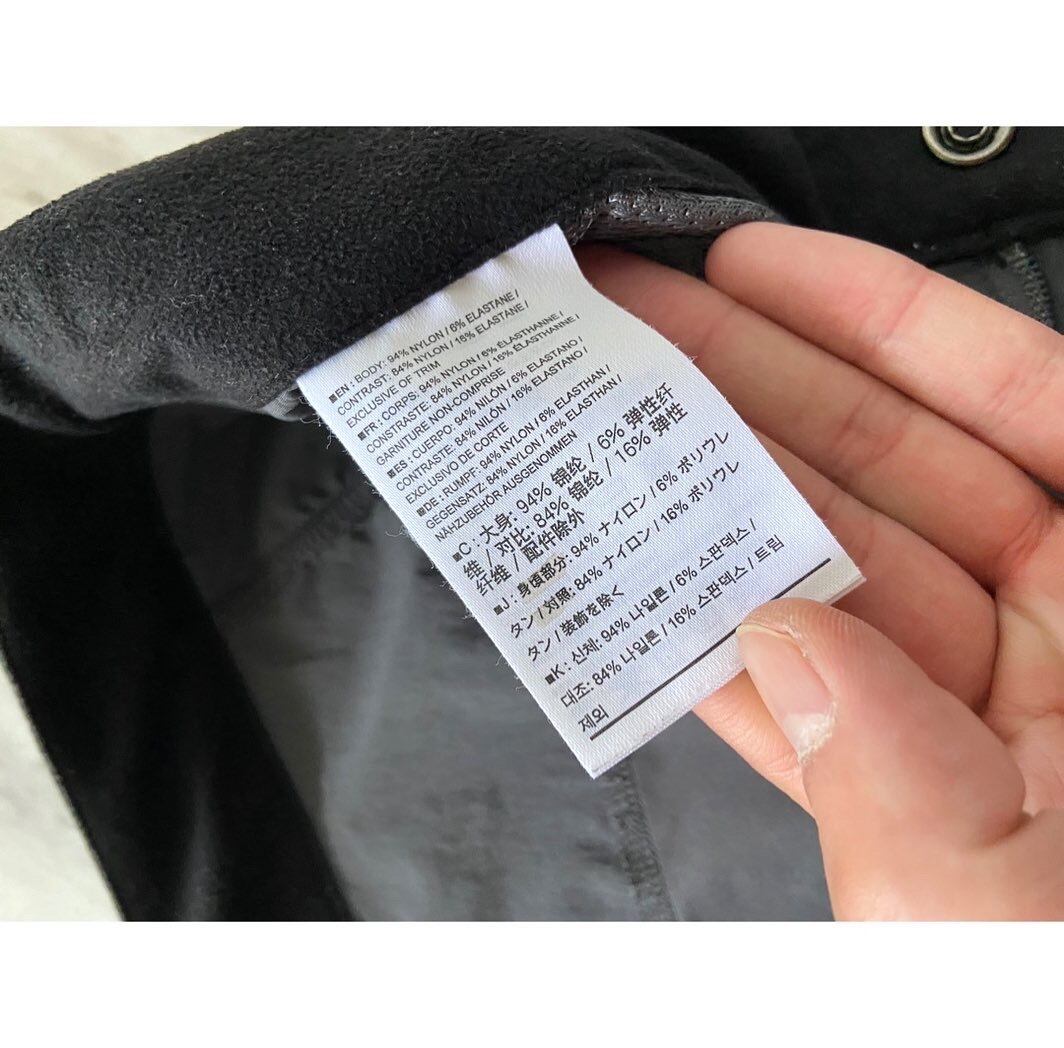 ■EN : BODY: 94% NYLON / 6% ELASTANE /
CONTRAST: 84% NYLON / 16% ELASTANE /
EXCLUSIVE OF TRIM
■FR : CORPS. 94% NYLON / 6% ÉLASTHANNE /
CONSTRASTE: 84% NYLON / 16% ÉLASTHANNE /
GARNITURE NON-COMPRISE
■ES : CUERPO: 94% NILÓN / 6% ELASTANO /
CONTRASTE: 84% NILÓN / 16% ELASTANO /
EXCLUSIVO DE CORTE
■DE : RUMPF: 94% NYLON / 6% ELASTHAN /
GEGENSATZ: 84% NYLON / 16% ELASTHAN /
NÄHZUBEHÖR AUSGENOMMEN
■C : 大身: 94% 锦纶 / 6% 弹性纤
维 / 对比: 84% 锦纶 / 16% 弹性
纤维 / 配件除外
■J : 身頃部分: 94% ナイロン / 6% ポリウレ
タン / 対照: 84% ナイロン / 16% ポリウレ
タン / 装飾を除く
■K : 신체: 94% 나일론 / 6% 스판덱스 /
대조: 84% 나일론 / 16% 스판덱스 / 트림
제외